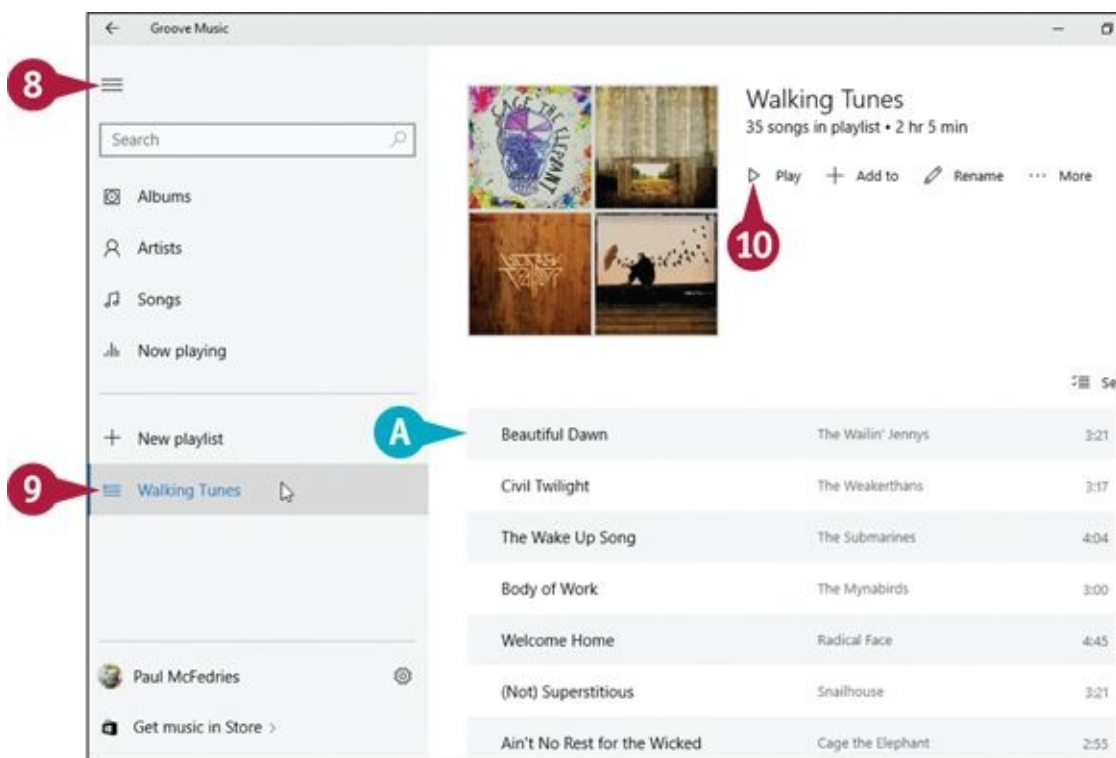 Groove Music
8
Search
Albums
Artists
Songs
Now playing
New playlist
9
Walking Tunes
Paul McFedries
Get music in Store >
CAGE THE ELEPHANT
Walking Tunes
35 songs in playlist • 2 hr 5 min
Play
Add to
Rename
More
10
Se
A
Beautiful Dawn The Wailin' Jennys 3:21
Civil Twilight The Weakerthans 3:17
The Wake Up Song The Submarines 4:04
Body of Work The Mynabirds 3:00
Welcome Home Radical Face 4:45
(Not) Superstitious Snailhouse 3:21
Ain't No Rest for the Wicked Cage the Elephant 2:55